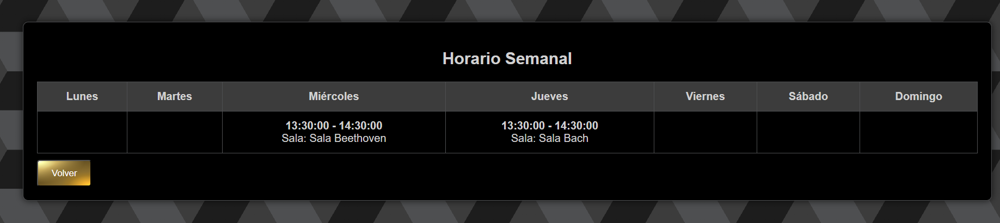 Horario Semanal
Lunes Martes Miércoles Jueves Viernes Sábado Domingo
13:30:00 - 14:30:00 13:30:00 - 14:30:00
Sala: Sala Beethoven Sala: Sala Bach
Volver